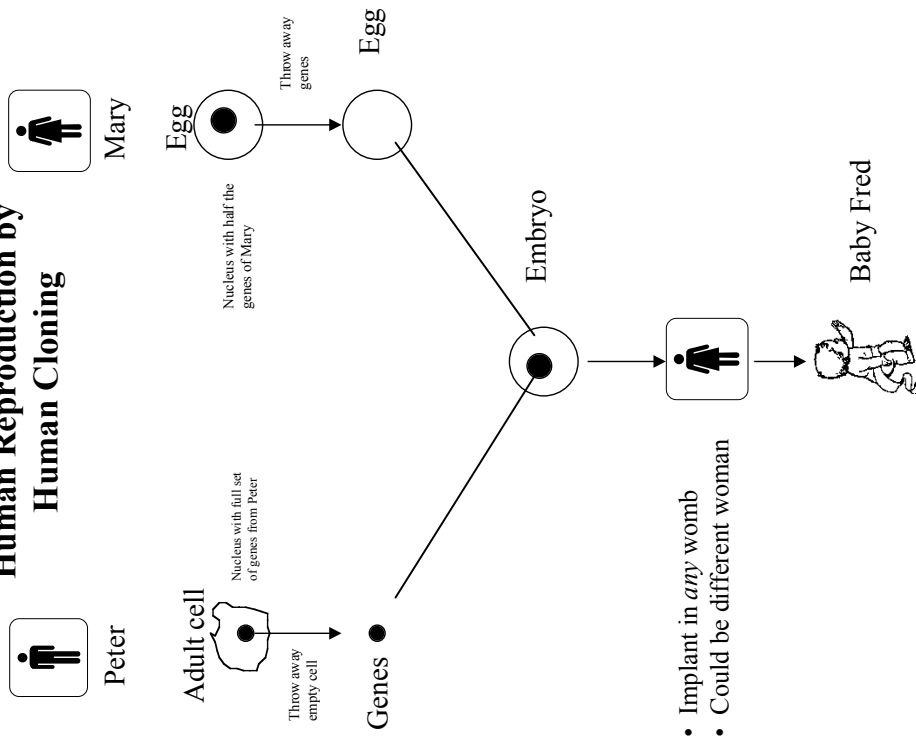 Human Reproduction by
Human Cloning
Peter
Mary
Adult cell
Nucleus with full set
of genes from Peter
Throw away
empty cell
Genes
Egg
Nucleus with half the
genes of Mary
Throw away
genes
Egg
Embryo
• Implant in any womb
• Could be different woman
Baby Fred